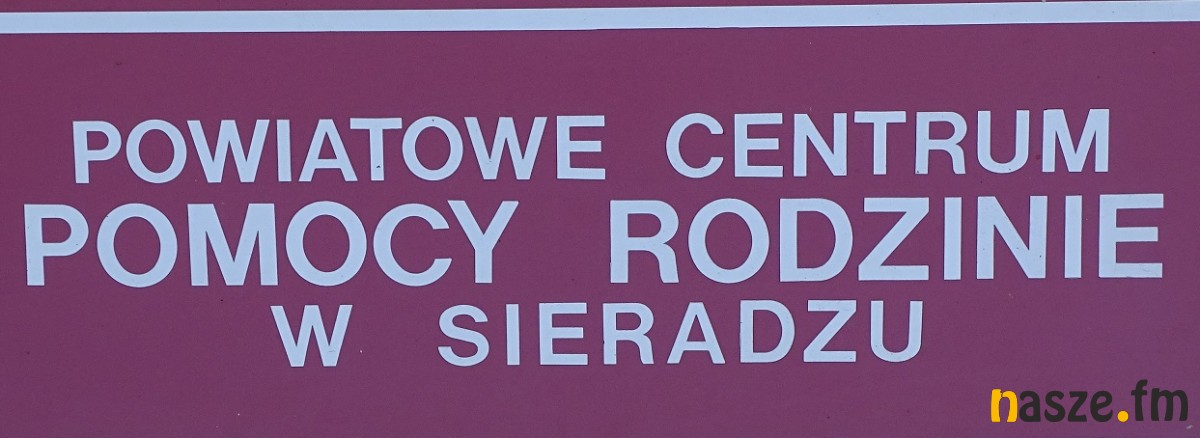 POWIATOWE CENTRUM
POMOCY RODZINIE
W SIERADZU
nasze.fm